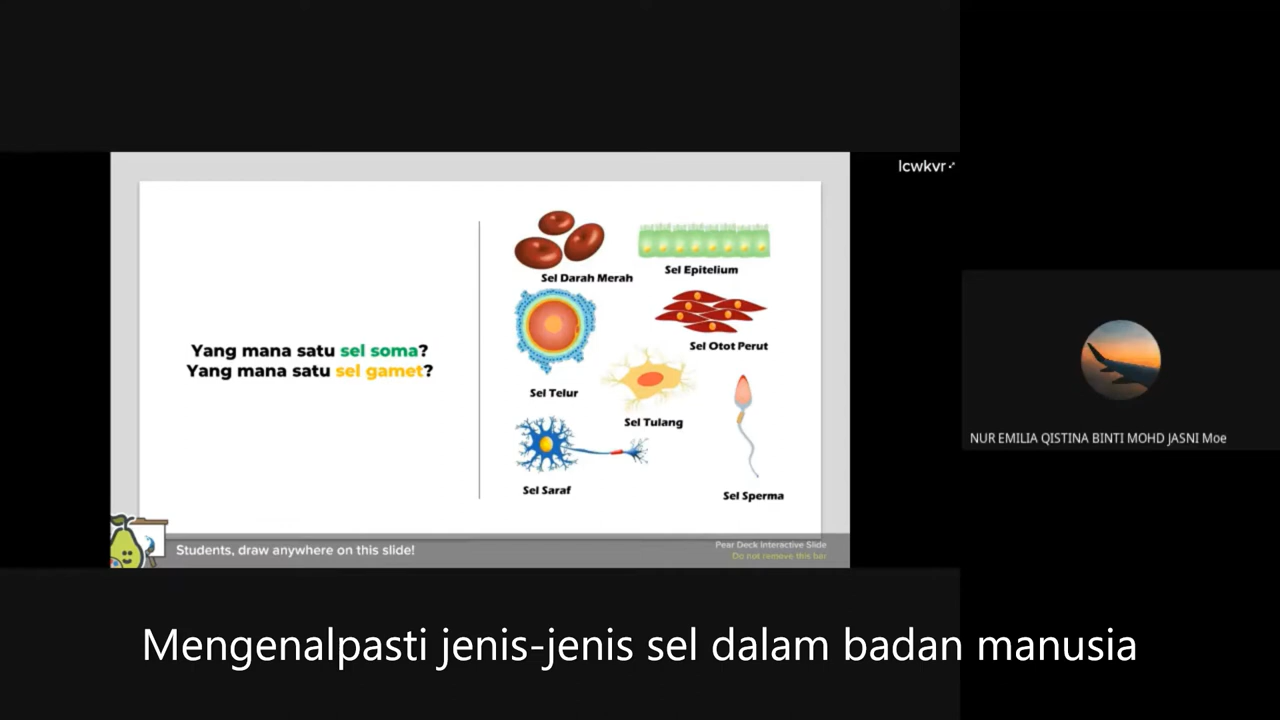 lcwkvr
Yang mana satu sel soma?
Yang mana satu sel gamet?
Sel Darah Merah
Sel Epitelium
Sel Otot Perut
Sel Telur
Sel Tulang
Sel Saraf
Sel Sperma
Students, draw anywhere on this slide!
Pear Deck Interactive Slide
Do not remove this bar
NUR EMILIA QISTINA BINTI MOHD JASNI Moe
Mengenalpasti jenis-jenis sel dalam badan manusia